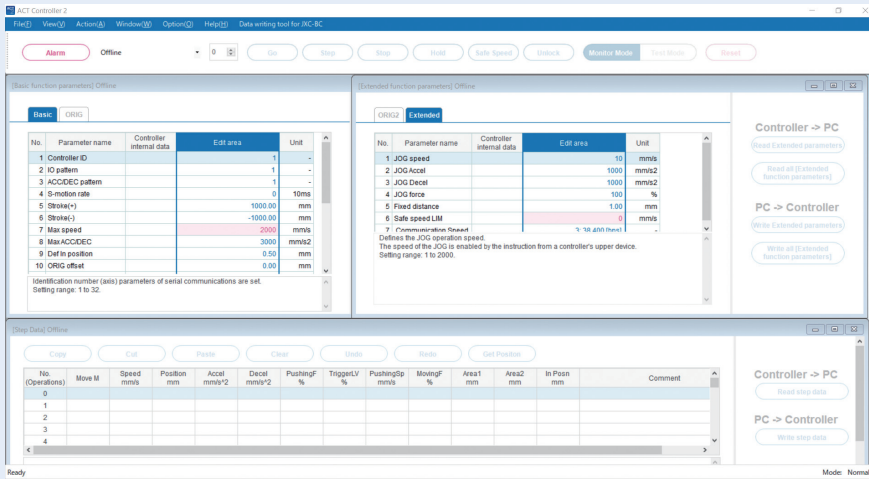 ACT Controller 2
File(F) View(V) Action(A) Window(W) Option(O) Help(H) Data writing tool for JXC-BC
Alarm Offline 0 Go Step Stop Hold Safe Speed Unlock Monitor Mode Test Mode Reset
[Basic function parameters] Offline
Basic ORIG
No. Parameter name Controller internal data Edit area Unit
1 Controller ID 1 -
2 IO pattern 1 -
3 ACC/DEC pattern 1 -
4 S-motion rate 0 10ms
5 Stroke(+) 1000.00 mm
6 Stroke(-) -1000.00 mm
7 Max speed 2000 mm/s
8 Max ACC/DEC 3000 mm/s2
9 Def In position 0.50 mm
10 ORIG offset 0.00 mm
Identification number (axis) parameters of serial communications are set.
Setting range: 1 to 32.
[Extended function parameters] Offline
ORIG2 Extended
No. Parameter name Controller internal data Edit area Unit
1 JOG speed 10 mm/s
2 JOG Accel 1000 mm/s2
3 JOG Decel 1000 mm/s2
4 JOG force 100 %
5 Fixed distance 1.00 mm
6 Safe speed LIM 0 mm/s
7 Communication Speed 3: 38,400 [bps] -
Defines the JOG operation speed.
The speed of the JOG is enabled by the instruction from a controller's upper device.
Setting range: 1 to 2000.
Controller -> PC
Read Extended parameters
Read all [Extended
function parameters]
PC -> Controller
Write Extended parameters
Write all [Extended
function parameters]
[Step Data] Offline
Copy Cut Paste Clear Undo Redo Get Position
No. (Operations) Move M Speed mm/s Position mm Accel mm/s^2 Decel mm/s^2 PushingF % TriggerLV % PushingSp mm/s MovingF % Area1 mm Area2 mm In Posn mm Comment
0
1
2
3
4
Controller -> PC
Read step data
PC -> Controller
Write step data
Ready Mode: Normal